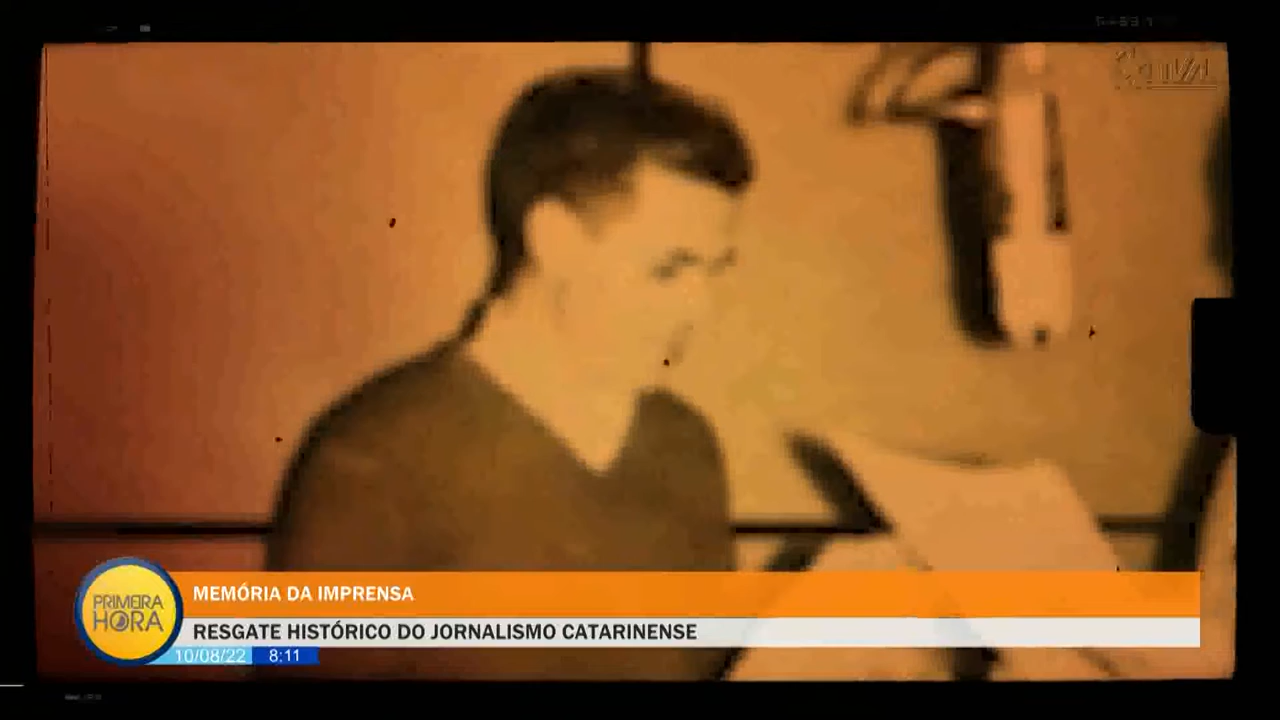 MEMÓRIA DA IMPRENSA
PRIMEIRA
HORA
RESGATE HISTÓRICO DO JORNALISMO CATARINENSE
10/08/22 8:11